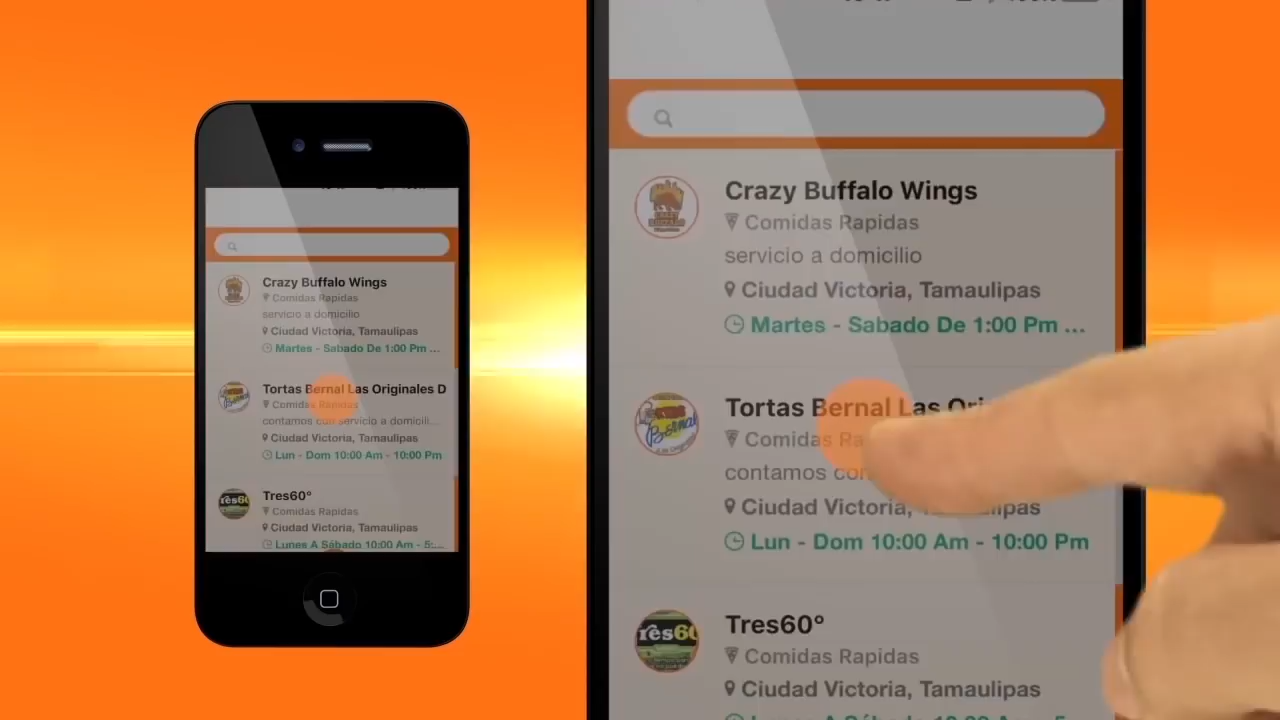 Crazy Buffalo Wings
Comidas Rapidas
servicio a domicilio
Ciudad Victoria, Tamaulipas
Martes - Sabado De 1:00 Pm ...
Tortas Bernal Las Originales D
Comidas Rapidas
contamos con servicio a domicili...
Ciudad Victoria, Tamaulipas
Lun - Dom 10:00 Am - 10:00 Pm
Tres60°
Comidas Rapidas
Ciudad Victoria, Tamaulipas
Lunes A Sábado 10:00 Am - 5:...
Crazy Buffalo Wings
Comidas Rapidas
servicio a domicilio
Ciudad Victoria, Tamaulipas
Martes - Sabado De 1:00 Pm ...
Tortas Bernal Las Ori
Comidas Ra
contamos con
Ciudad Victoria,
Lun - Dom 10:00 Am - 10:00 Pm
Tres60°
Comidas Rapidas
Ciudad Victoria, Tamaulipas